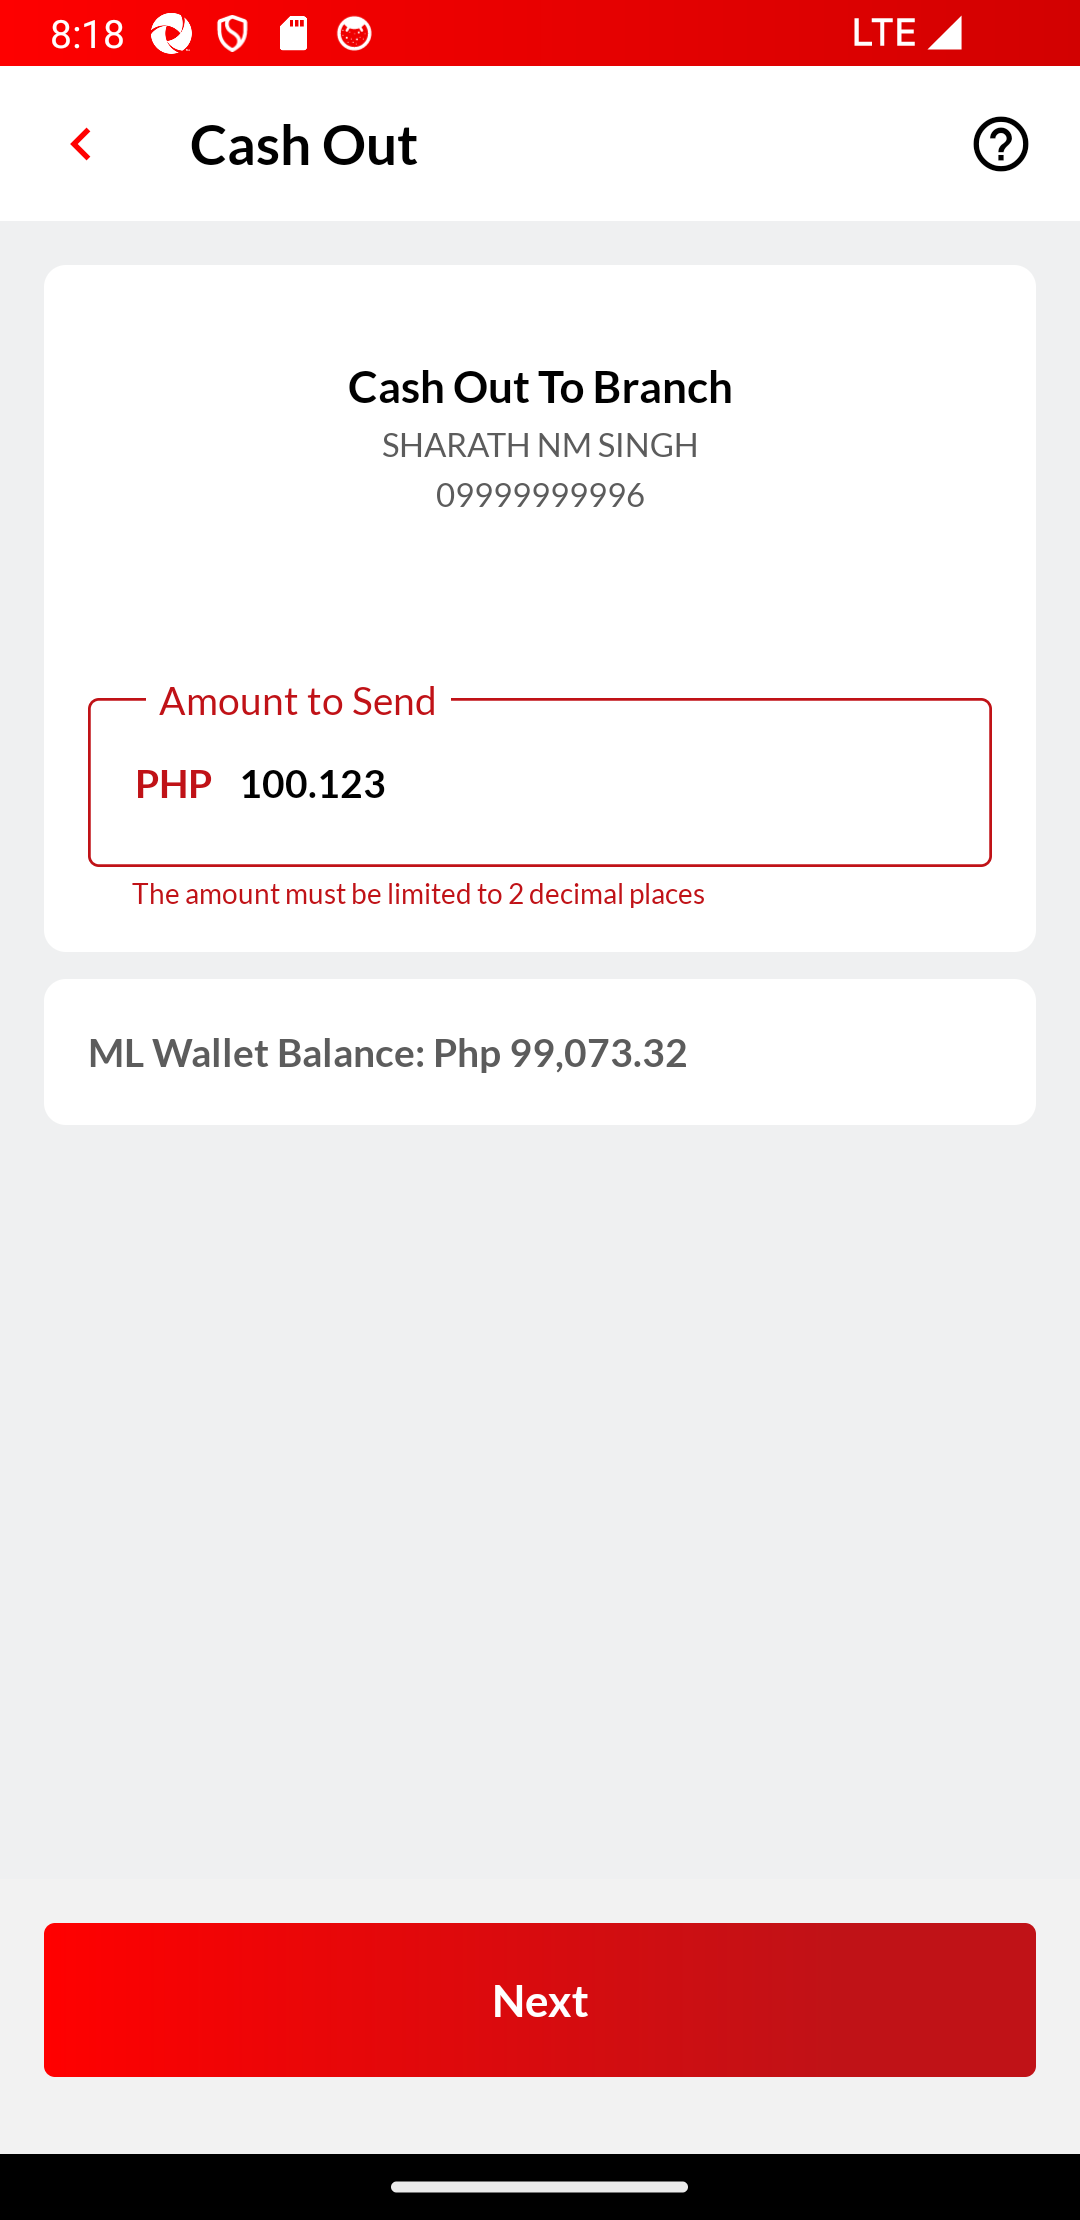 8:18
LTE
Cash Out
Cash Out To Branch
SHARATH NM SINGH
09999999996
Amount to Send
PHP 100.123
The amount must be limited to 2 decimal places
ML Wallet Balance: Php 99,073.32
Next